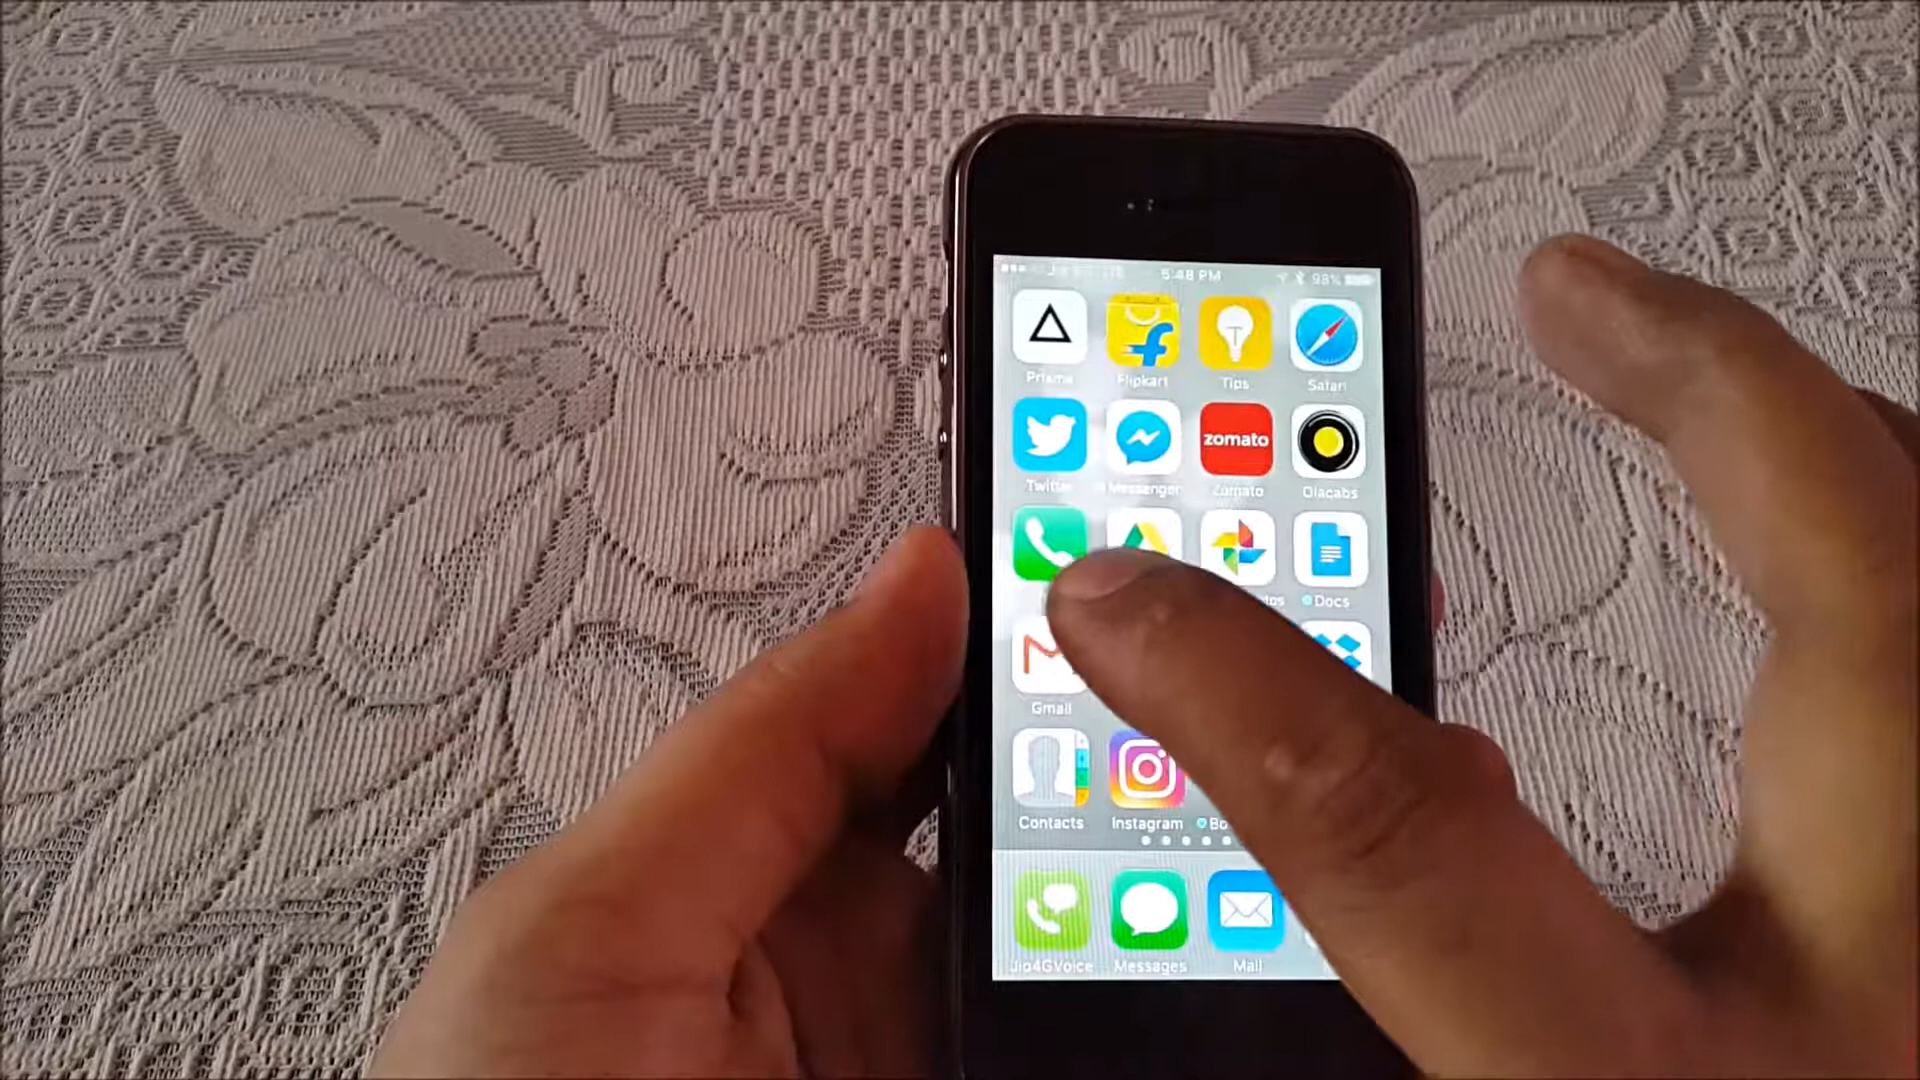 5:48 PM 98%
Prisma Flipkart Tips Safari
Twitter Messenger zomato Zomato Olacabs
Docs
Gmail
Contacts Instagram
Jio4GVoice Messages Mail